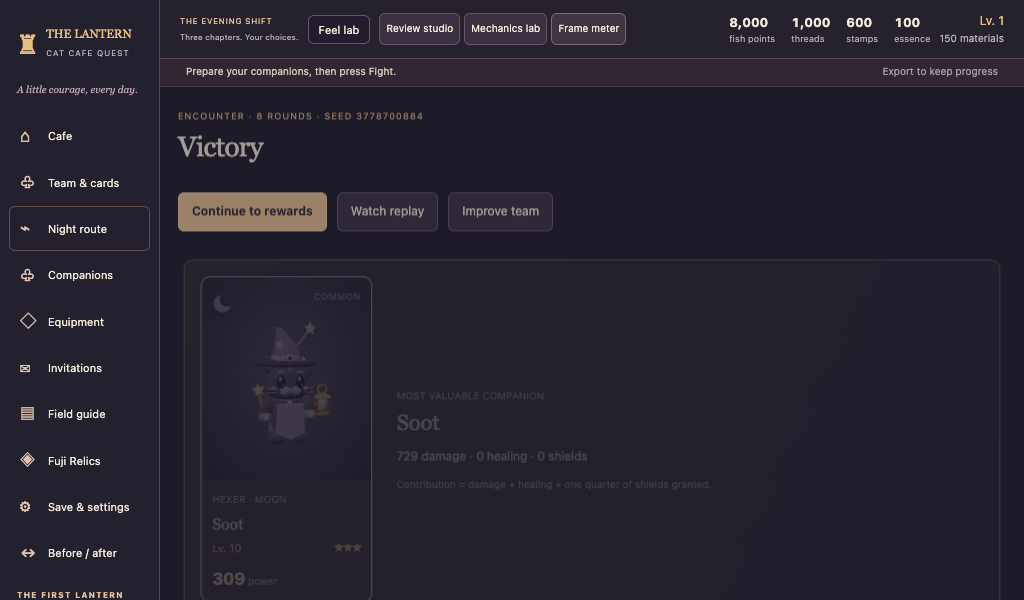 THE LANTERN
CAT CAFE QUEST
A little courage, every day.
Cafe
Team & cards
Night route
Companions
Equipment
Invitations
Field guide
Fuji Relics
Save & settings
Before / after
THE FIRST LANTERN
THE EVENING SHIFT
Three chapters. Your choices.
Feel lab
Review studio
Mechanics lab
Frame meter
8,000
fish points
1,000
threads
600
stamps
100
essence
Lv. 1
150 materials
Prepare your companions, then press Fight.
Export to keep progress
ENCOUNTER · 8 ROUNDS · SEED 3778700884
Victory
Continue to rewards
Watch replay
Improve team
COMMON
HEXER · MOON
Soot
Lv. 10
309 power
MOST VALUABLE COMPANION
Soot
729 damage · 0 healing · 0 shields
Contribution = damage + healing + one quarter of shields granted.